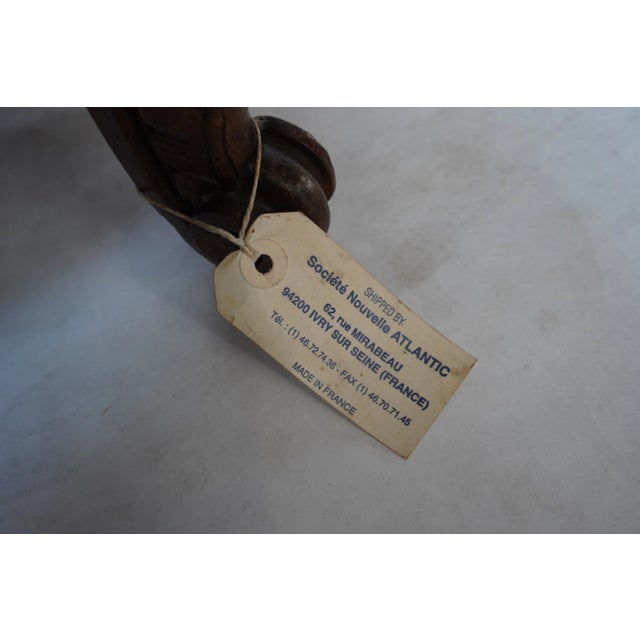 SHIPPED BY:
Société Nouvelle ATLANTIC
62, rue MIRABEAU
94200 IVRY SUR SEINE (FRANCE)
Tél. : (1) 46.72.74.36 - FAX (1) 46.70.71.45
MADE IN FRANCE